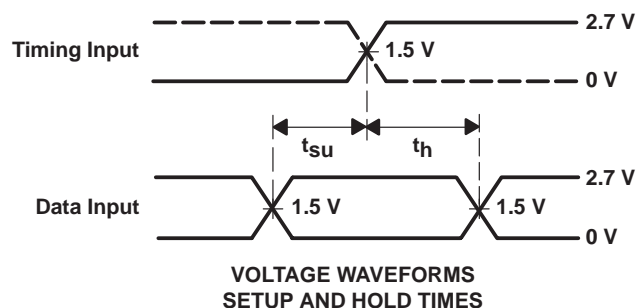 2.7 V
Timing Input
1.5 V
0 V
tsu
th
2.7 V
Data Input
1.5 V
1.5 V
0 V
VOLTAGE WAVEFORMS
SETUP AND HOLD TIMES